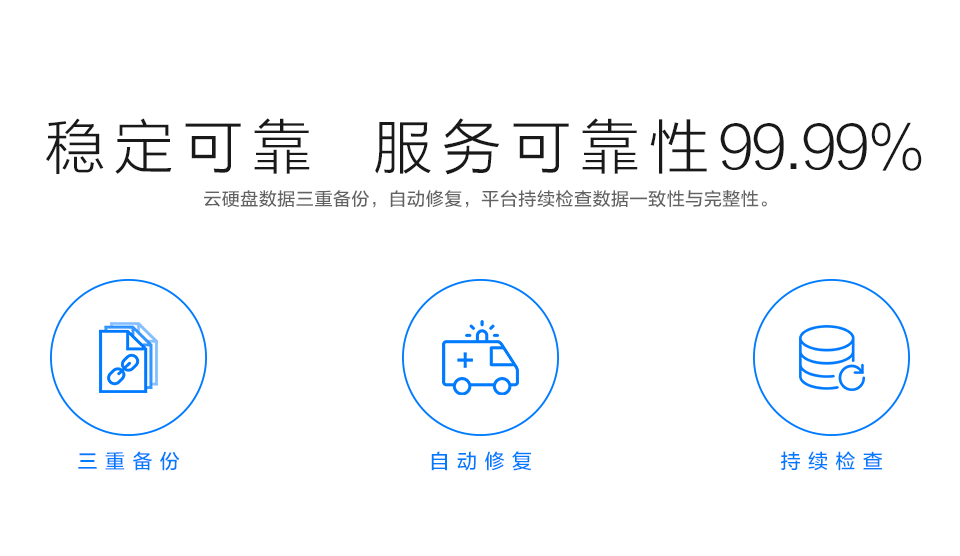 稳定可靠 服务可靠性99.99%
云硬盘数据三重备份，自动修复，平台持续检查数据一致性与完整性。
三重备份 自动修复 持续检查